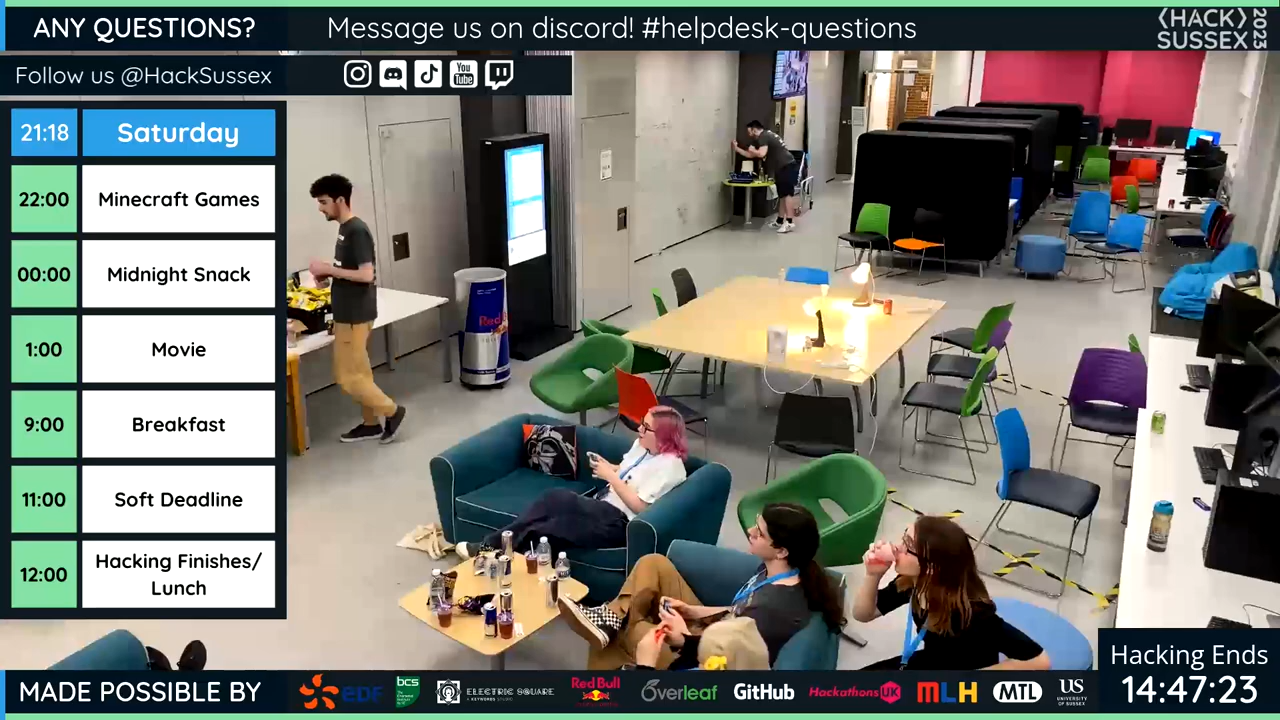 ANY QUESTIONS?
Message us on discord! #helpdesk-questions
⟨HACK⟩
SUSSEX
2023
Follow us @HackSussex
You
Tube
21:18 Saturday
22:00 Minecraft Games
00:00 Midnight Snack
1:00 Movie
9:00 Breakfast
11:00 Soft Deadline
12:00 Hacking Finishes/
Lunch
Red
Hacking Ends
14:47:23
MADE POSSIBLE BY
EDF
bcs
ELECTRIC SQUARE
Red Bull
Overleaf
GitHub
Hackathons UK
MLH
MTL
US
UNIVERSITY
OF SUSSEX